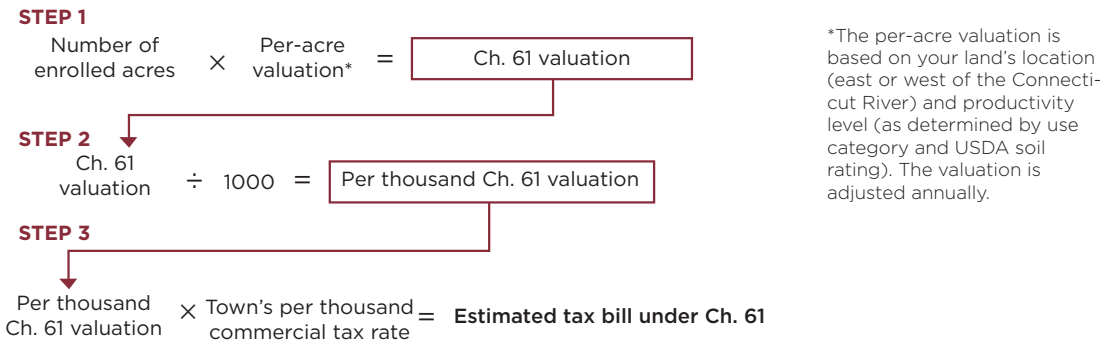 STEP 1
Number of
enrolled acres
×
Per-acre
valuation*
=
Ch. 61 valuation
STEP 2
Ch. 61
valuation
÷ 1000 =
Per thousand Ch. 61 valuation
STEP 3
Per thousand
Ch. 61 valuation
×
Town's per thousand
commercial tax rate
=
Estimated tax bill under Ch. 61
*The per-acre valuation is
based on your land's location
(east or west of the Connecti-
cut River) and productivity
level (as determined by use
category and USDA soil
rating). The valuation is
adjusted annually.